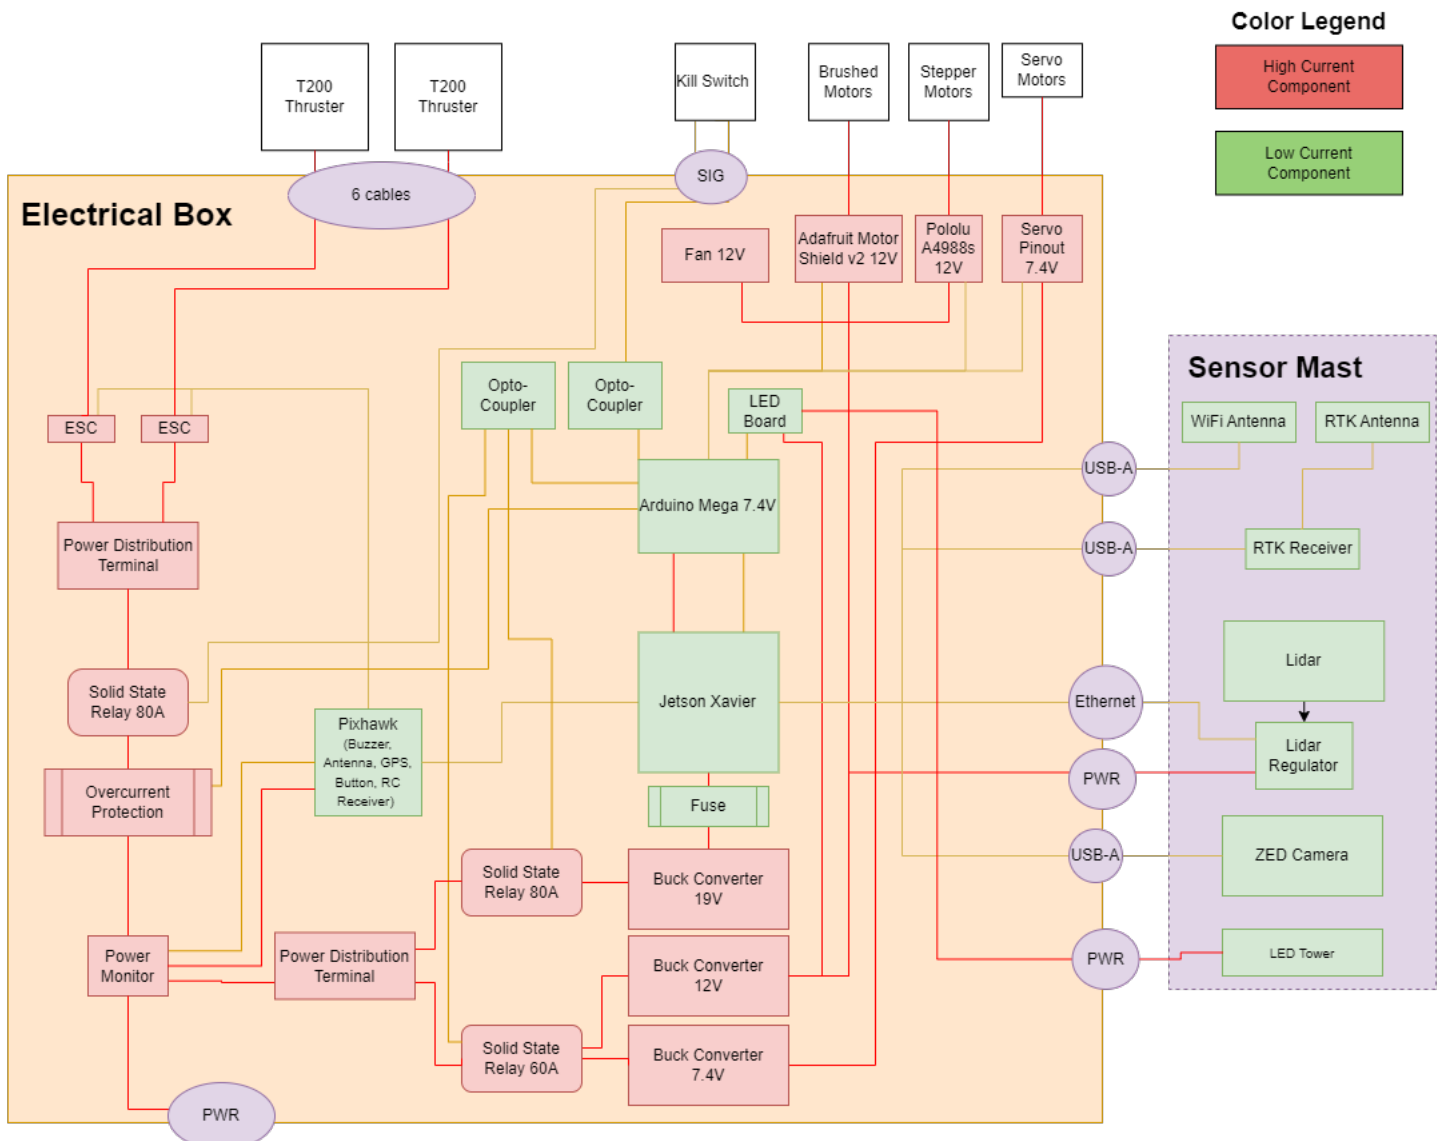 Color Legend
High Current
Component
Low Current
Component
T200
Thruster
T200
Thruster
Kill Switch
Brushed
Motors
Stepper
Motors
Servo
Motors
6 cables
SIG
Electrical Box
Fan 12V
Adafruit Motor
Shield v2 12V
Pololu
A4988s
12V
Servo
Pinout
7.4V
Sensor Mast
Opto-
Coupler
Opto-
Coupler
LED
Board
WiFi Antenna
RTK Antenna
ESC
ESC
USB-A
Arduino Mega 7.4V
Power Distribution
Terminal
USB-A
RTK Receiver
Lidar
Solid State
Relay 80A
Jetson Xavier
Ethernet
Pixhawk
(Buzzer,
Antenna, GPS,
Button, RC
Receiver)
Lidar
Regulator
PWR
Overcurrent
Protection
Fuse
USB-A
ZED Camera
Solid State
Relay 80A
Buck Converter
19V
Power
Monitor
Power Distribution
Terminal
Buck Converter
12V
PWR
LED Tower
Solid State
Relay 60A
Buck Converter
7.4V
PWR